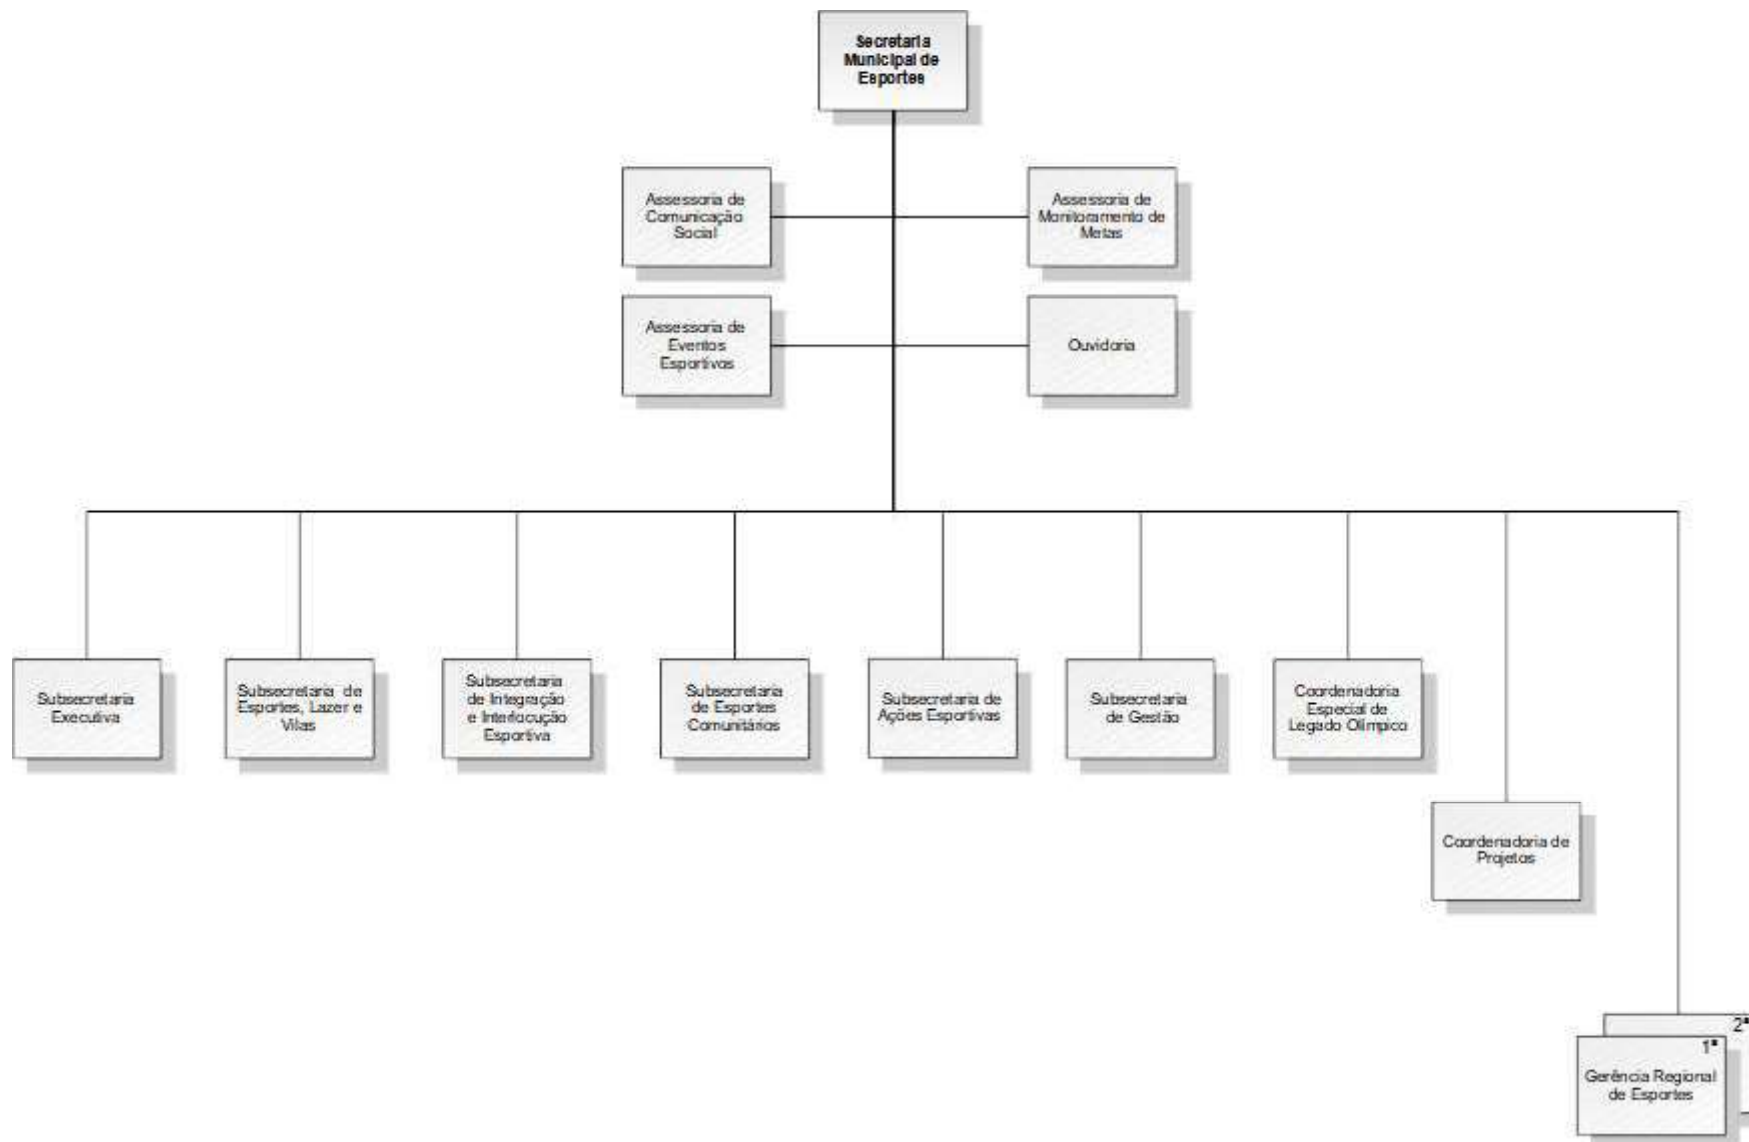 Secretaria
Municipal de
Esportes
Assessoria de
Comunicação
Social
Assessoria de
Monitoramento de
Metas
Assessoria de
Eventos
Esportivos
Ouvidoria
Subsecretaria
Executiva
Subsecretaria de
Esportes, Lazer e
Vilas
Subsecretaria
de Integração
e Interlocução
Esportiva
Subsecretaria
de Esportes
Comunitários
Subsecretaria de
Ações Esportivas
Subsecretaria
de Gestão
Coordenadoria
Especial de
Legado Olímpico
Coordenadoria de
Projetos
2ª
1ª
Gerência Regional
de Esportes